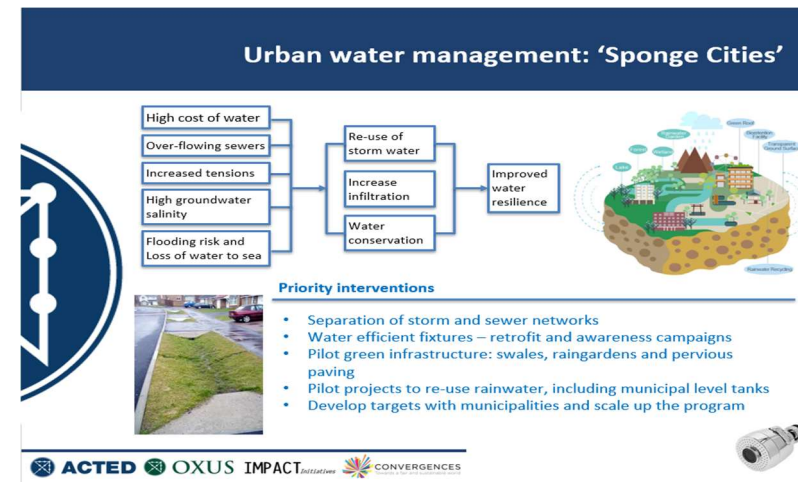 Urban water management: ‘Sponge Cities’
High cost of water
Over-flowing sewers
Increased tensions
High groundwater
salinity
Flooding risk and
Loss of water to sea
Re-use of
storm water
Increase
infiltration
Water
conservation
Improved
water
resilience
Green Roof
Lake
Rainwater Recycling
Priority interventions
• Separation of storm and sewer networks
• Water efficient fixtures – retrofit and awareness campaigns
• Pilot green infrastructure: swales, raingardens and pervious
paving
• Pilot projects to re-use rainwater, including municipal level tanks
• Develop targets with municipalities and scale up the program
ACTED OXUS IMPACT Initiatives CONVERGENCES